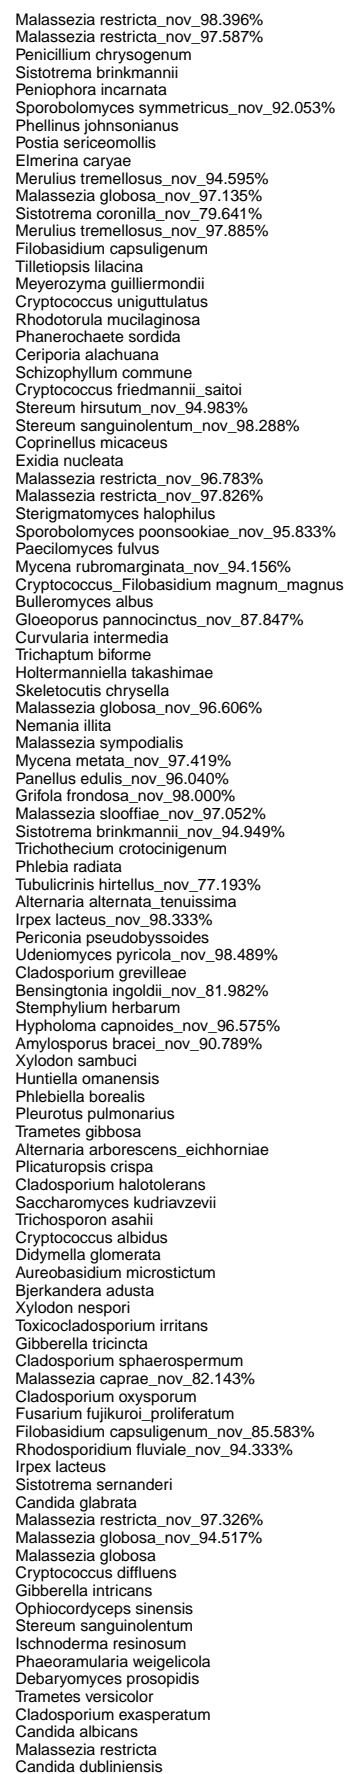 Malassezia restricta_nov_98.396%
Malassezia restricta_nov_97.587%
Penicillium chrysogenum
Sistotrema brinkmannii
Peniophora incarnata
Sporobolomyces symmetricus_nov_92.053%
Phellinus johnsonianus
Postia sericeomollis
Elmerina caryae
Merulius tremellosus_nov_94.595%
Malassezia globosa_nov_97.135%
Sistotrema coronilla_nov_79.641%
Merulius tremellosus_nov_97.885%
Filobasidium capsuligenum
Tilletiopsis lilacina
Meyerozyma guilliermondii
Cryptococcus uniguttulatus
Rhodotorula mucilaginosa
Phanerochaete sordida
Ceriporia alachuana
Schizophyllum commune
Cryptococcus friedmannii_saitoi
Stereum hirsutum_nov_94.983%
Stereum sanguinolentum_nov_98.288%
Coprinellus micaceus
Exidia nucleata
Malassezia restricta_nov_96.783%
Malassezia restricta_nov_97.826%
Sterigmatomyces halophilus
Sporobolomyces poonsookiae_nov_95.833%
Paecilomyces fulvus
Mycena rubromarginata_nov_94.156%
Cryptococcus_Filobasidium magnum_magnus
Bulleromyces albus
Gloeoporus pannocinctus_nov_87.847%
Curvularia intermedia
Trichaptum biforme
Holtermanniella takashimae
Skeletocutis chrysella
Malassezia globosa_nov_96.606%
Nemania illita
Malassezia sympodialis
Mycena metata_nov_97.419%
Panellus edulis_nov_96.040%
Grifola frondosa_nov_98.000%
Malassezia slooffiae_nov_97.052%
Sistotrema brinkmannii_nov_94.949%
Trichothecium crotocinigenum
Phlebia radiata
Tubulicrinis hirtellus_nov_77.193%
Alternaria alternata_tenuissima
Irpex lacteus_nov_98.333%
Periconia pseudobyssoides
Udeniomyces pyricola_nov_98.489%
Cladosporium grevilleae
Bensingtonia ingoldii_nov_81.982%
Stemphylium herbarum
Hypholoma capnoides_nov_96.575%
Amylosporus bracei_nov_90.789%
Xylodon sambuci
Huntiella omanensis
Phlebiella borealis
Pleurotus pulmonarius
Trametes gibbosa
Alternaria arborescens_eichhorniae
Plicaturopsis crispa
Cladosporium halotolerans
Saccharomyces kudriavzevii
Trichosporon asahii
Cryptococcus albidus
Didymella glomerata
Aureobasidium microstictum
Bjerkandera adusta
Xylodon nespori
Toxicocladosporium irritans
Gibberella tricincta
Cladosporium sphaerospermum
Malassezia caprae_nov_82.143%
Cladosporium oxysporum
Fusarium fujikuroi_proliferatum
Filobasidium capsuligenum_nov_85.583%
Rhodosporidium fluviale_nov_94.333%
Irpex lacteus
Sistotrema sernanderi
Candida glabrata
Malassezia restricta_nov_97.326%
Malassezia globosa_nov_94.517%
Malassezia globosa
Cryptococcus diffluens
Gibberella intricans
Ophiocordyceps sinensis
Stereum sanguinolentum
Ischnoderma resinosum
Phaeoramularia weigelicola
Debaryomyces prosopidis
Trametes versicolor
Cladosporium exasperatum
Candida albicans
Malassezia restricta
Candida dubliniensis